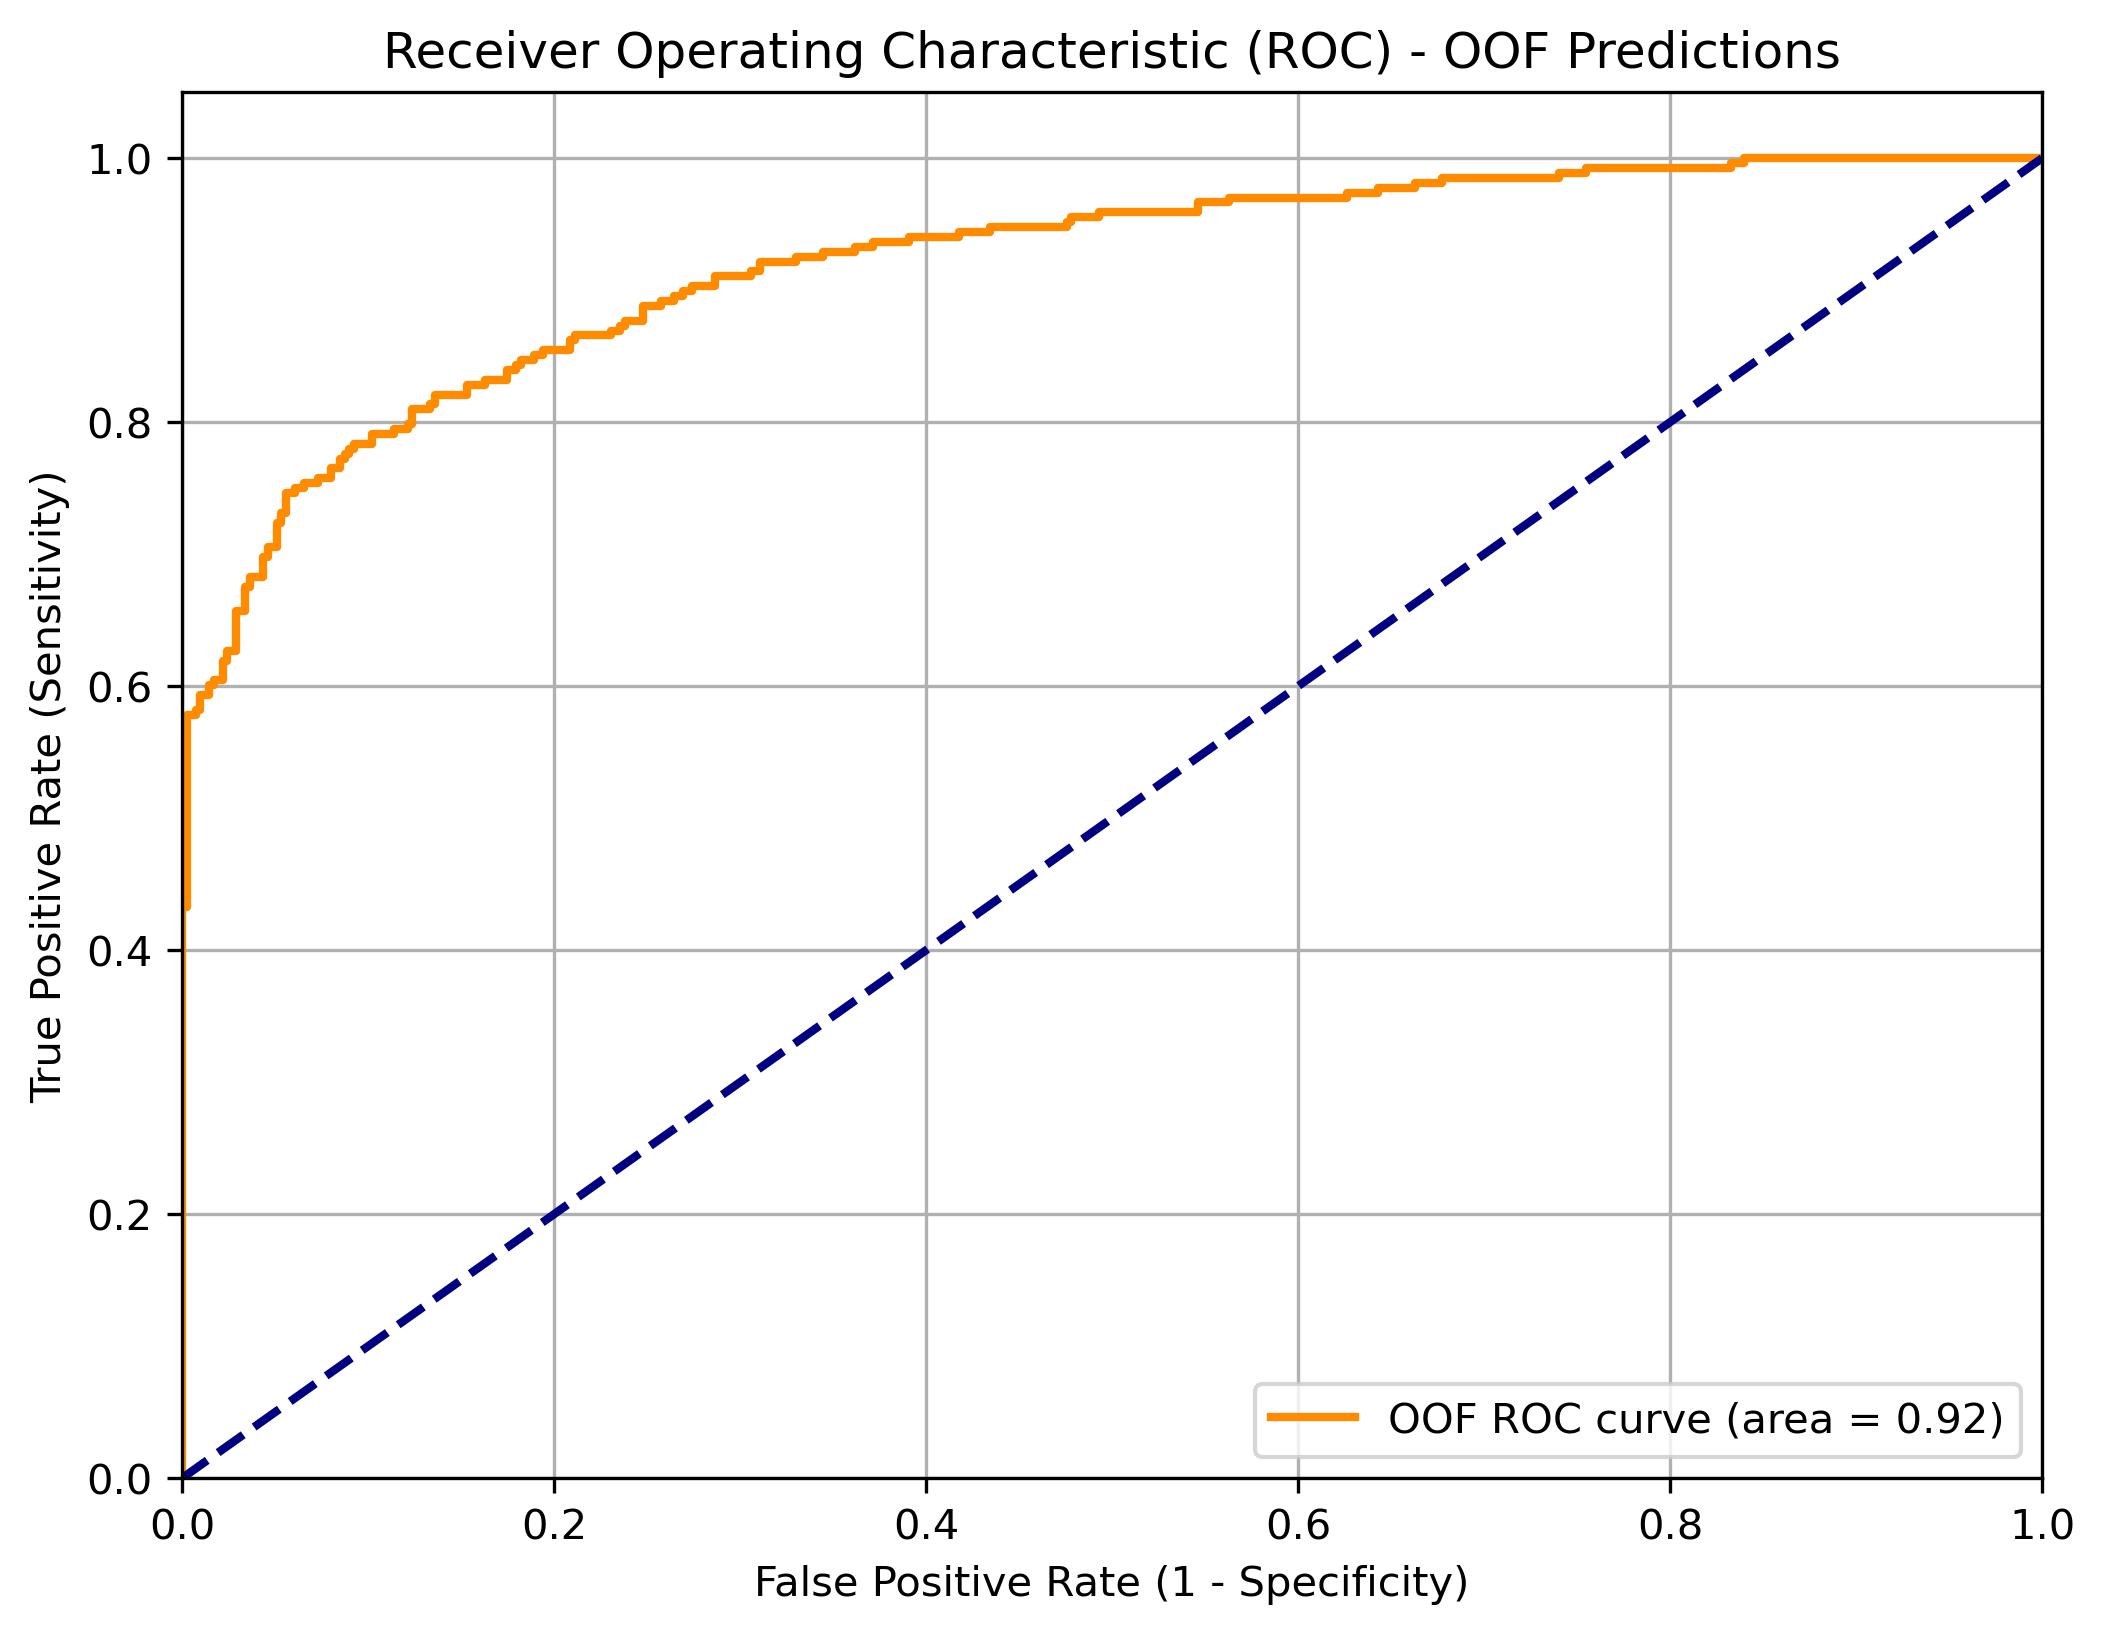 Receiver Operating Characteristic (ROC) - OOF Predictions
True Positive Rate (Sensitivity)
1.0
0.8
0.6
0.4
0.2
0.0
0.0 0.2 0.4 0.6 0.8 1.0
False Positive Rate (1 - Specificity)
OOF ROC curve (area = 0.92)